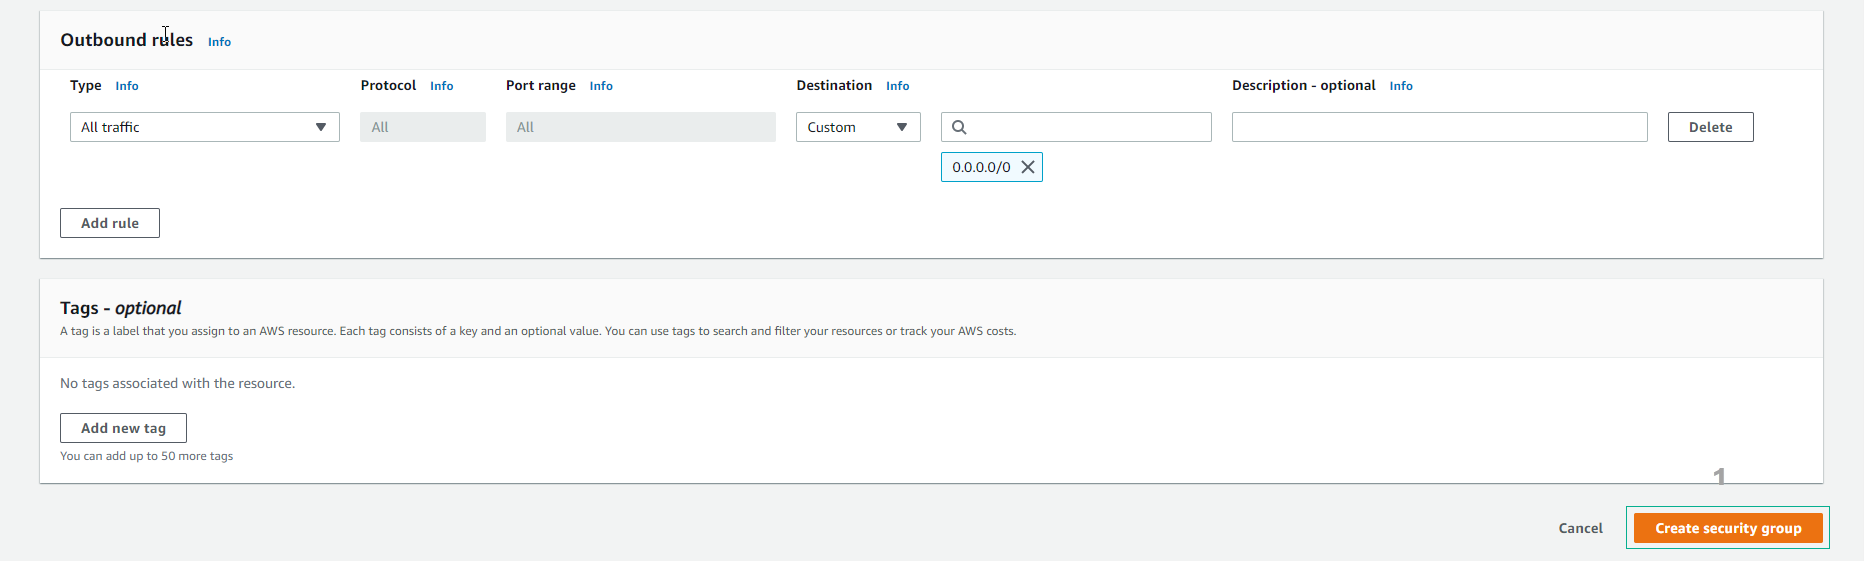 Outbound rules Info
Type Info Protocol Info Port range Info Destination Info Description - optional Info
All traffic All All Custom Delete
0.0.0.0/0
Add rule
Tags - optional
A tag is a label that you assign to an AWS resource. Each tag consists of a key and an optional value. You can use tags to search and filter your resources or track your AWS costs.
No tags associated with the resource.
Add new tag
You can add up to 50 more tags
1
Cancel Create security group